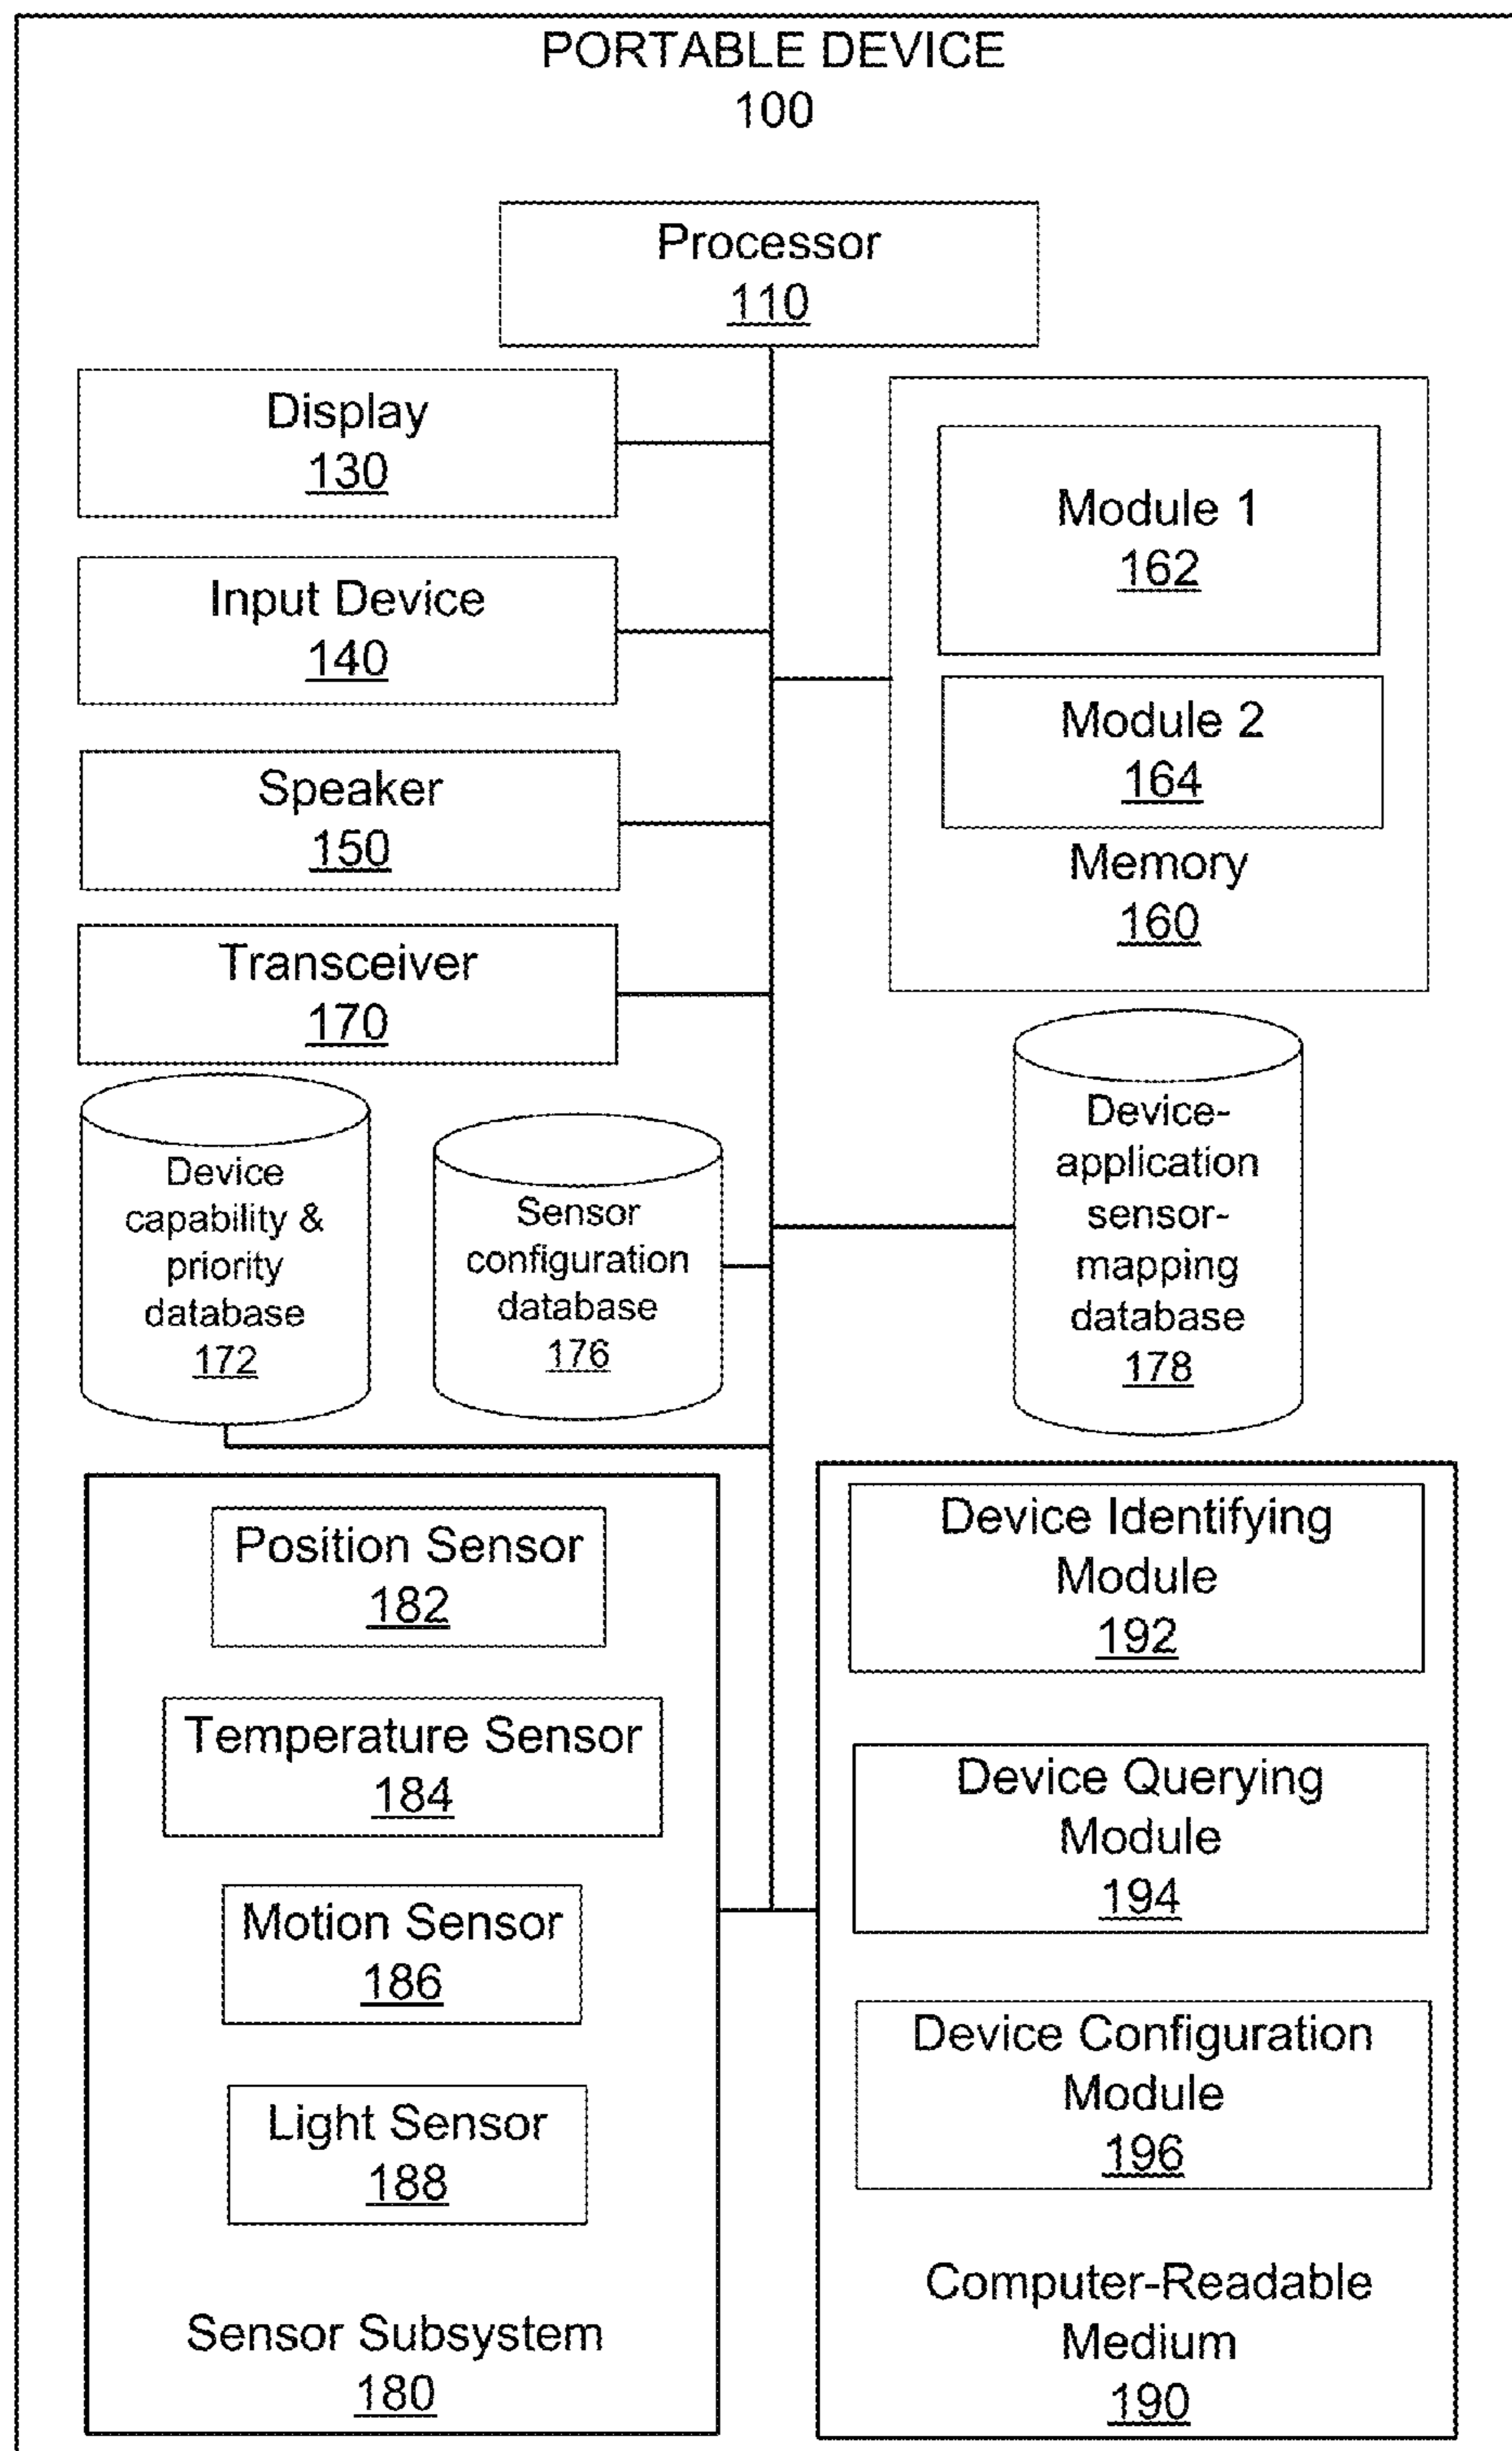 PORTABLE DEVICE
100
Processor
110
Display
130
Input Device
140
Speaker
150
Transceiver
170
Module 1
162
Module 2
164
Memory
160
Device
capability &
priority
database
172
Sensor
configuration
database
176
Device-
application
sensor-
mapping
database
178
Position Sensor
182
Temperature Sensor
184
Motion Sensor
186
Light Sensor
188
Sensor Subsystem
180
Device Identifying
Module
192
Device Querying
Module
194
Device Configuration
Module
196
Computer-Readable
Medium
190